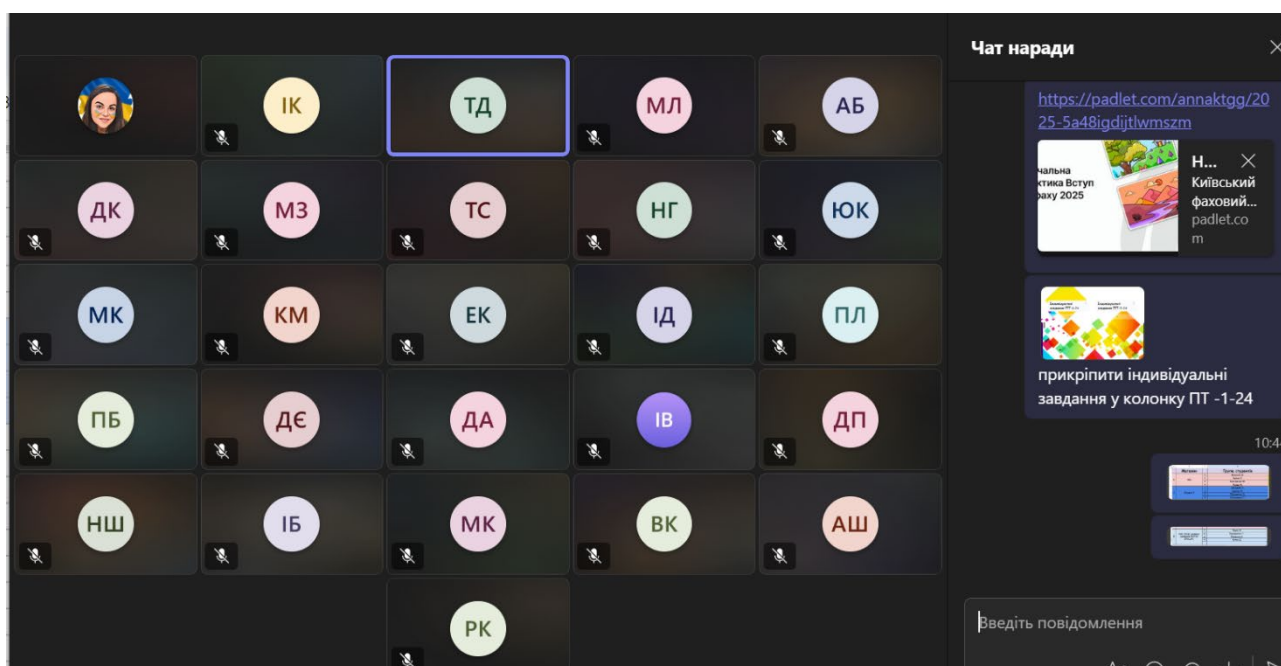 ІК
ТД
МЛ
АБ
ДК
МЗ
ТС
НГ
ЮК
МК
КМ
ЕК
ІД
ПЛ
ПБ
ДЄ
ДА
ІВ
ДП
НШ
ІБ
МК
ВК
АШ
РК
Чат наради
https://padlet.com/annaktgg/20
25-5a48igdijtlwmszm
чальна
ктика Вступ
раху 2025
Н...
Київський
фаховий...
padlet.co
m
прикріпити індивідуальні
завдання у колонку ПТ -1-24
10:4
Введіть повідомлення